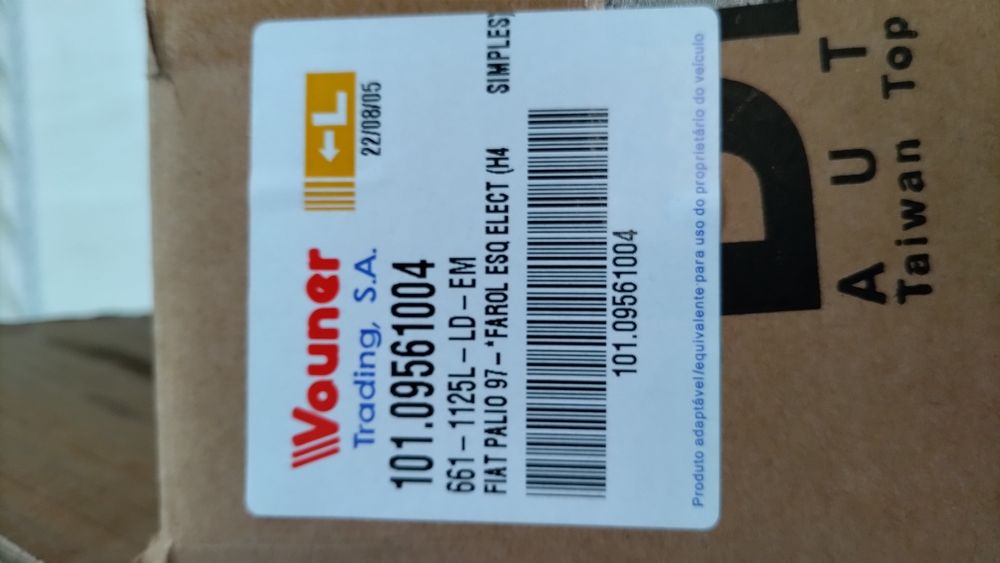 Vauner
Trading, S.A.
←L
22/08/05
101.09561004
661-1125L-LD-EM
FIAT PALIO 97-*FAROL ESQ ELECT (H4 SIMPLES)
101.09561004
Produto adaptável/equivalente para uso do proprietário do veículo
AUT
Taiwan Top